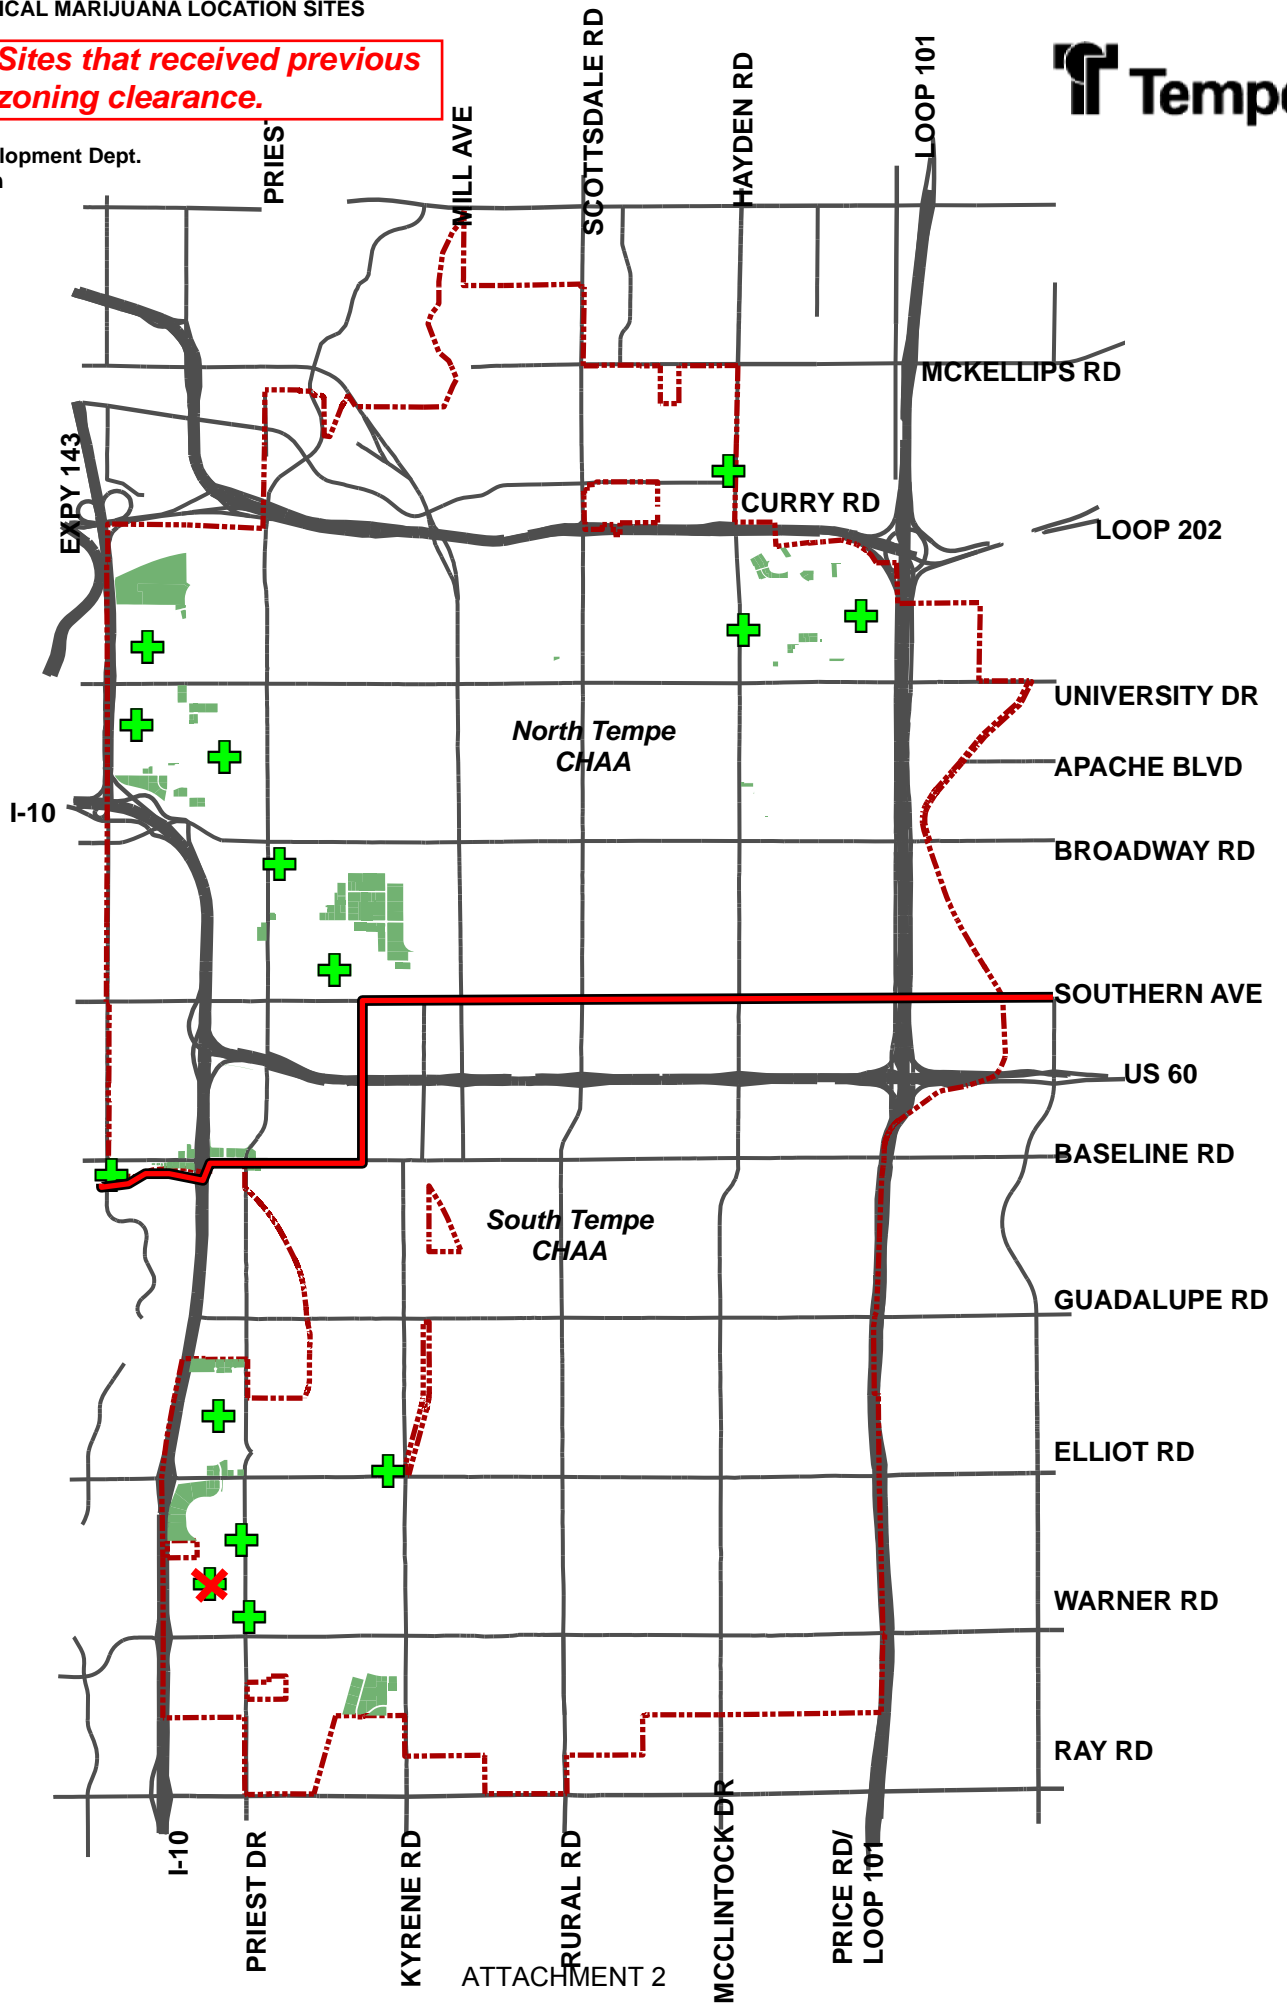 ICAL MARIJUANA LOCATION SITES
Sites that received previous
zoning clearance.
lopment Dept.
Tempe
PRIEST
MILL AVE
SCOTTSDALE RD
HAYDEN RD
LOOP 101
MCKELLIPS RD
EXPY 143
CURRY RD
LOOP 202
UNIVERSITY DR
North Tempe
CHAA
APACHE BLVD
I-10
BROADWAY RD
SOUTHERN AVE
US 60
BASELINE RD
South Tempe
CHAA
GUADALUPE RD
ELLIOT RD
WARNER RD
RAY RD
I-10
PRIEST DR
KYRENE RD
RURAL RD
MCCLINTOCK DR
PRICE RD/
LOOP 101
ATTACHMENT 2